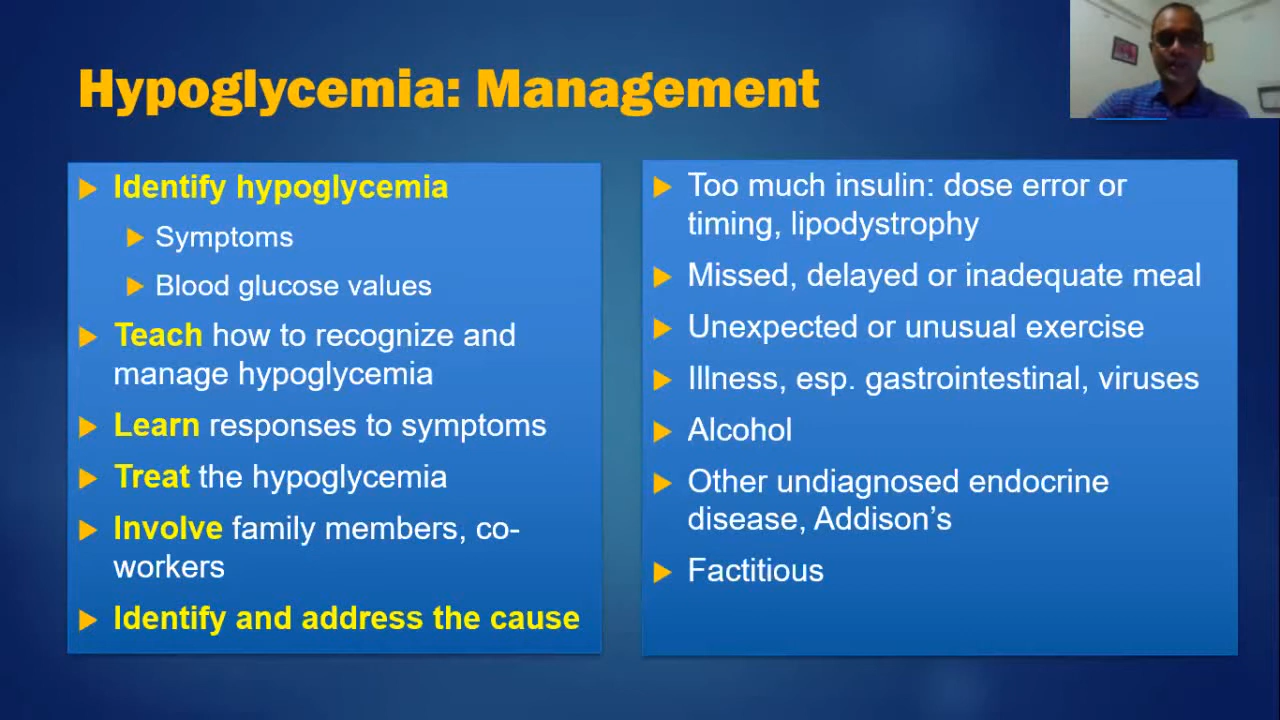 Hypoglycemia: Management
Identify hypoglycemia
Symptoms
Blood glucose values
Teach how to recognize and
manage hypoglycemia
Learn responses to symptoms
Treat the hypoglycemia
Involve family members, co-
workers
Identify and address the cause
Too much insulin: dose error or
timing, lipodystrophy
Missed, delayed or inadequate meal
Unexpected or unusual exercise
Illness, esp. gastrointestinal, viruses
Alcohol
Other undiagnosed endocrine
disease, Addison’s
Factitious